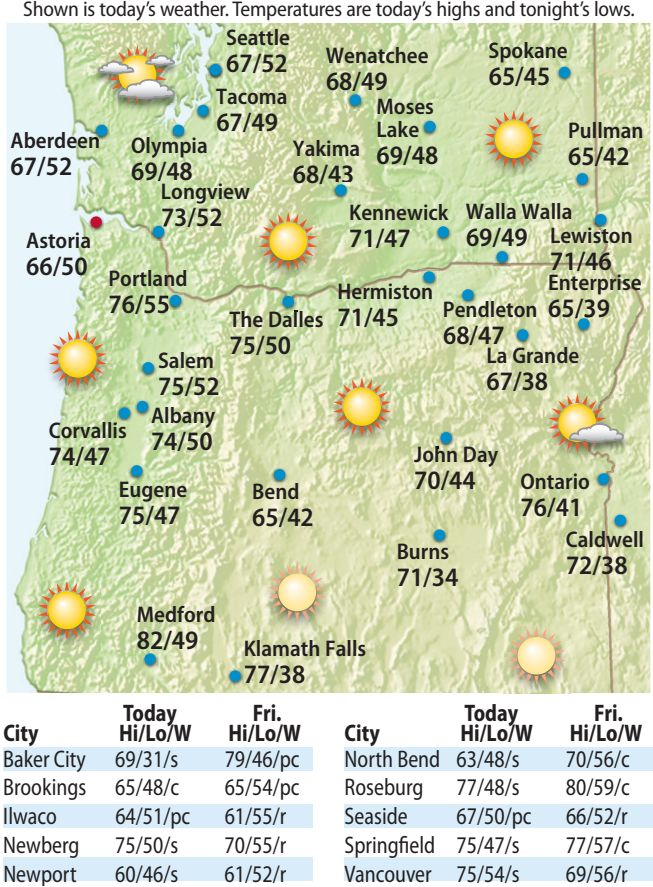 Shown is today's weather. Temperatures are today's highs and tonight's lows.
Seattle
67/52
Wenatchee
68/49
Spokane
65/45
Tacoma
67/49
Moses
Lake
69/48
Pullman
65/42
Aberdeen
67/52
Olympia
69/48
Yakima
68/43
Longview
73/52
Kennewick
71/47
Walla Walla
69/49
Lewiston
71/46
Astoria
66/50
Portland
76/55
The Dalles
75/50
Hermiston
71/45
Pendleton
68/47
Enterprise
65/39
La Grande
67/38
Salem
75/52
Albany
74/50
Corvallis
74/47
Eugene
75/47
Bend
65/42
John Day
70/44
Ontario
76/41
Caldwell
72/38
Burns
71/34
Medford
82/49
Klamath Falls
77/38
Today Fri.
City Hi/Lo/W Hi/Lo/W
Baker City 69/31/s 79/46/pc
Brookings 65/48/c 65/54/pc
Ilwaco 64/51/pc 61/55/r
Newberg 75/50/s 70/55/r
Newport 60/46/s 61/52/r
Today Fri.
City Hi/Lo/W Hi/Lo/W
North Bend 63/48/s 70/56/c
Roseburg 77/48/s 80/59/c
Seaside 67/50/pc 66/52/r
Springfield 75/47/s 77/57/c
Vancouver 75/54/s 69/56/r